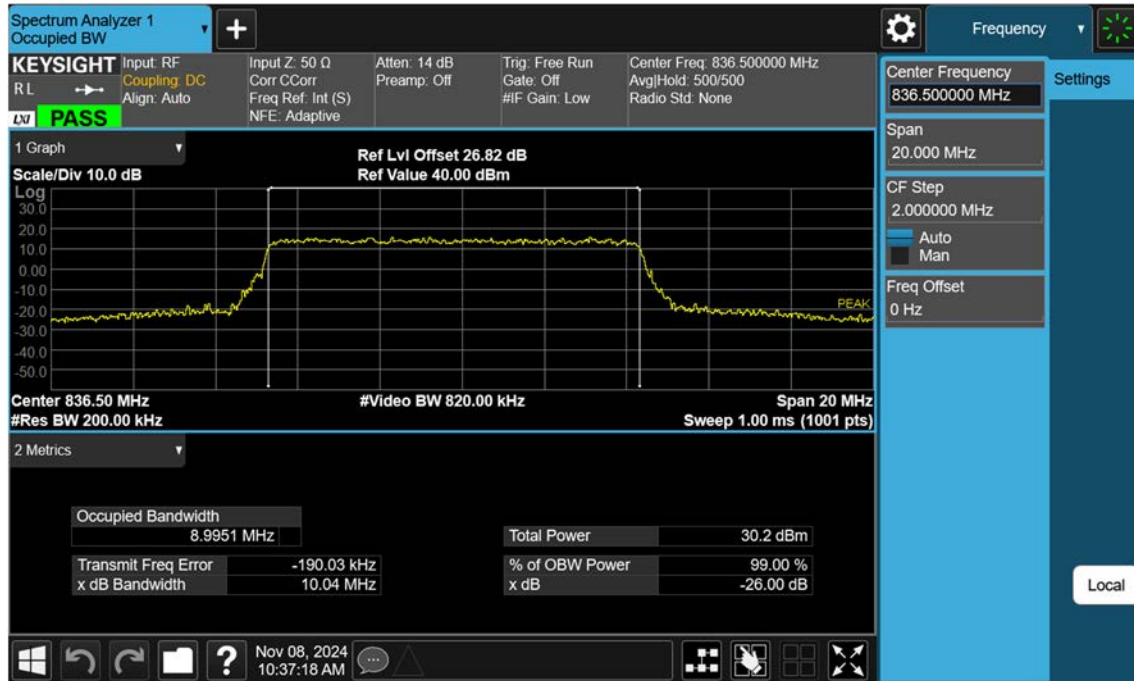 Spectrum Analyzer 1
Occupied BW
Frequency
KEYSIGHT
RL
LXI PASS
Input: RF
Coupling: DC
Align: Auto
Input Z: 50 Ω
Corr CCorr
Freq Ref: Int (S)
NFE: Adaptive
Atten: 14 dB
Preamp: Off
Trig: Free Run
Gate: Off
#IF Gain: Low
Center Freq: 836.500000 MHz
Avg|Hold: 500/500
Radio Std: None
Center Frequency
836.500000 MHz
Settings
Span
20.000 MHz
CF Step
2.000000 MHz
Auto
Man
Freq Offset
0 Hz
Local
1 Graph
Scale/Div 10.0 dB
Ref Lvl Offset 26.82 dB
Ref Value 40.00 dBm
Log
30.0
20.0
10.0
0.00
-10.0
-20.0
-30.0
-40.0
-50.0
PEAK
Center 836.50 MHz
#Video BW 820.00 kHz
Span 20 MHz
#Res BW 200.00 kHz
Sweep 1.00 ms (1001 pts)
2 Metrics
Occupied Bandwidth
8.9951 MHz
Total Power 30.2 dBm
Transmit Freq Error -190.03 kHz
% of OBW Power 99.00 %
x dB Bandwidth 10.04 MHz
x dB -26.00 dB
?
Nov 08, 2024
10:37:18 AM